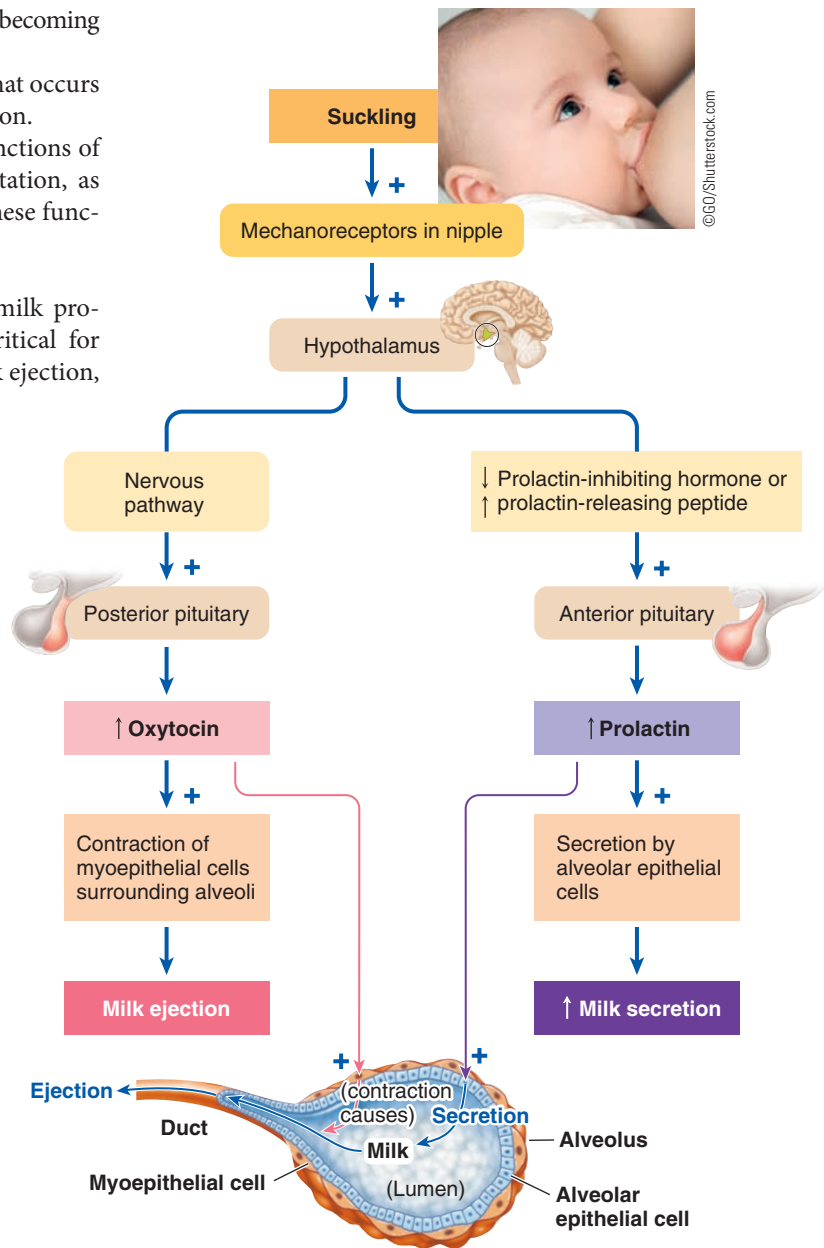 becoming
hat occurs
on.
nctions of
tation, as
hese func-
milk pro-
ritical for
k ejection,
©GO/Shutterstock.com
Suckling
+
Mechanoreceptors in nipple
+
Hypothalamus
Nervous
pathway
↓ Prolactin-inhibiting hormone or
↑ prolactin-releasing peptide
+
+
Posterior pituitary
Anterior pituitary
↑ Oxytocin
↑ Prolactin
+
+
Contraction of
myoepithelial cells
surrounding alveoli
Secretion by
alveolar epithelial
cells
Milk ejection
↑ Milk secretion
+
+
Ejection
(contraction
causes)
Secretion
Duct
Milk
Alveolus
Myoepithelial cell
(Lumen)
Alveolar
epithelial cell